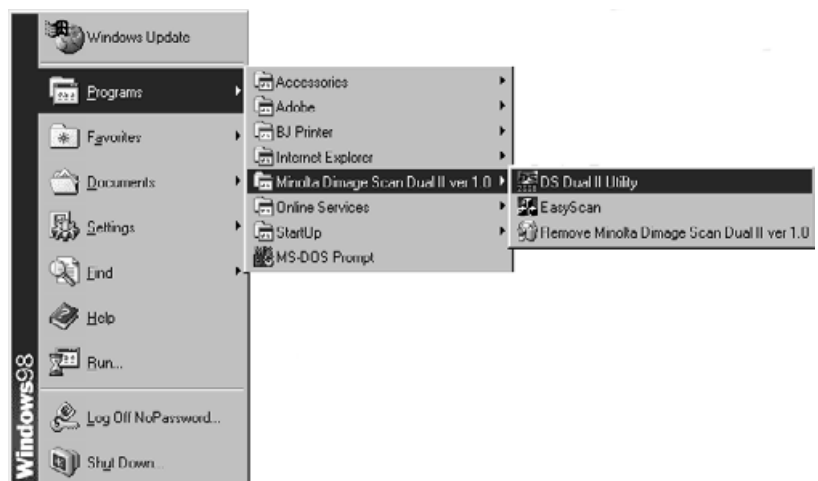 Windows Update
Programs
Favorites
Documents
Settings
Find
Help
Run...
Log Off NoPassword...
Shut Down...
Windows98
Accessories
Adobe
BJ Printer
Internet Explorer
Minolta Dimage Scan Dual II ver 1.0
Online Services
StartUp
MS-DOS Prompt
DS Dual II Utility
EasyScan
Remove Minolta Dimage Scan Dual II ver 1.0